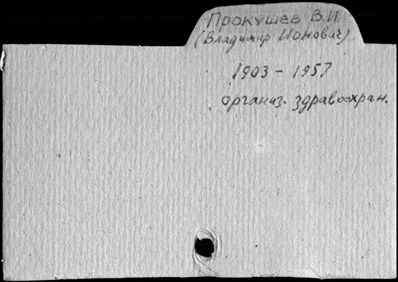 Прокушев В.И.
(Владимир Ионович)
1903-1957
организ. здравоохран.